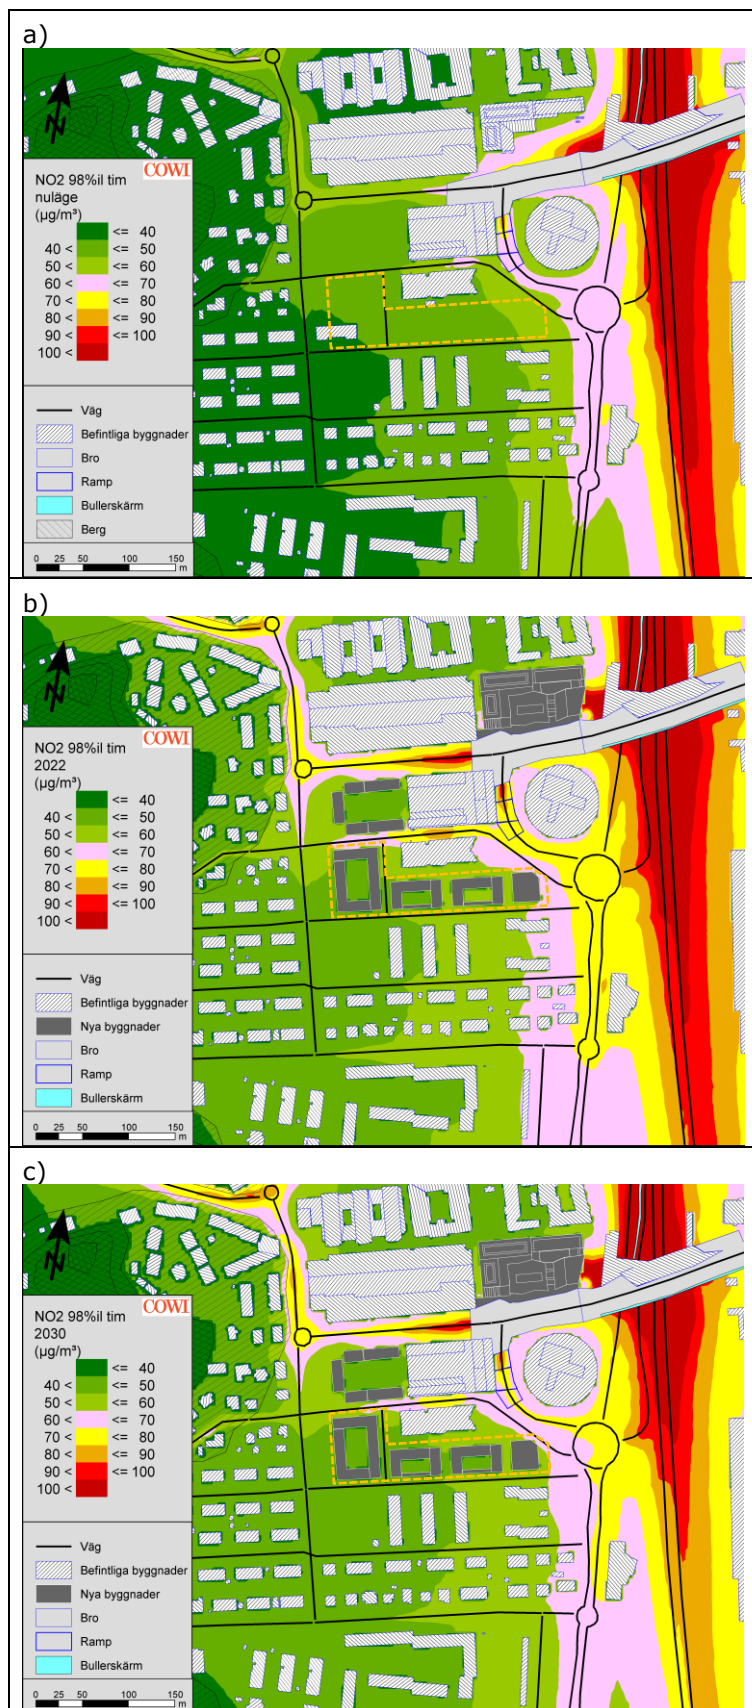 a)
N
COWI
NO2 98%il tim
nuläge
(µg/m³)
<= 40
40 < <= 50
50 < <= 60
60 < <= 70
70 < <= 80
80 < <= 90
90 < <= 100
100 <
Väg
Befintliga byggnader
Bro
Ramp
Bullerskärm
Berg
0 25 50 100 150
m
b)
N
COWI
NO2 98%il tim
2022
(µg/m³)
<= 40
40 < <= 50
50 < <= 60
60 < <= 70
70 < <= 80
80 < <= 90
90 < <= 100
100 <
Väg
Befintliga byggnader
Nya byggnader
Bro
Ramp
Bullerskärm
0 25 50 100 150
m
c)
N
COWI
NO2 98%il tim
2030
(µg/m³)
<= 40
40 < <= 50
50 < <= 60
60 < <= 70
70 < <= 80
80 < <= 90
90 < <= 100
100 <
Väg
Befintliga byggnader
Nya byggnader
Bro
Ramp
Bullerskärm
0 25 50 100 150
m